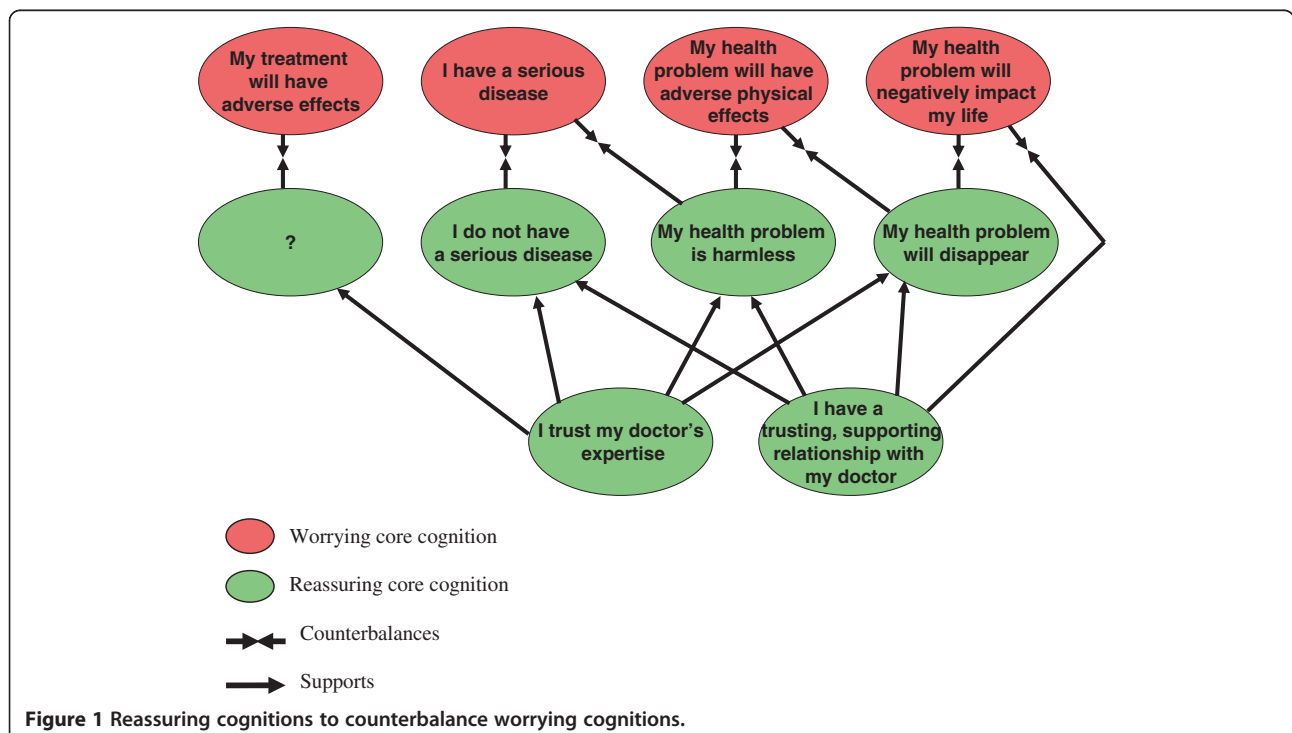 My treatment
will have
adverse effects
I have a serious
disease
My health
problem will have
adverse physical
effects
My health
problem will
negatively impact
my life
?
I do not have
a serious disease
My health problem
is harmless
My health problem
will disappear
I trust my doctor's
expertise
I have a
trusting, supporting
relationship with
my doctor
Worrying core cognition
Reassuring core cognition
Counterbalances
Supports
Figure 1 Reassuring cognitions to counterbalance worrying cognitions.